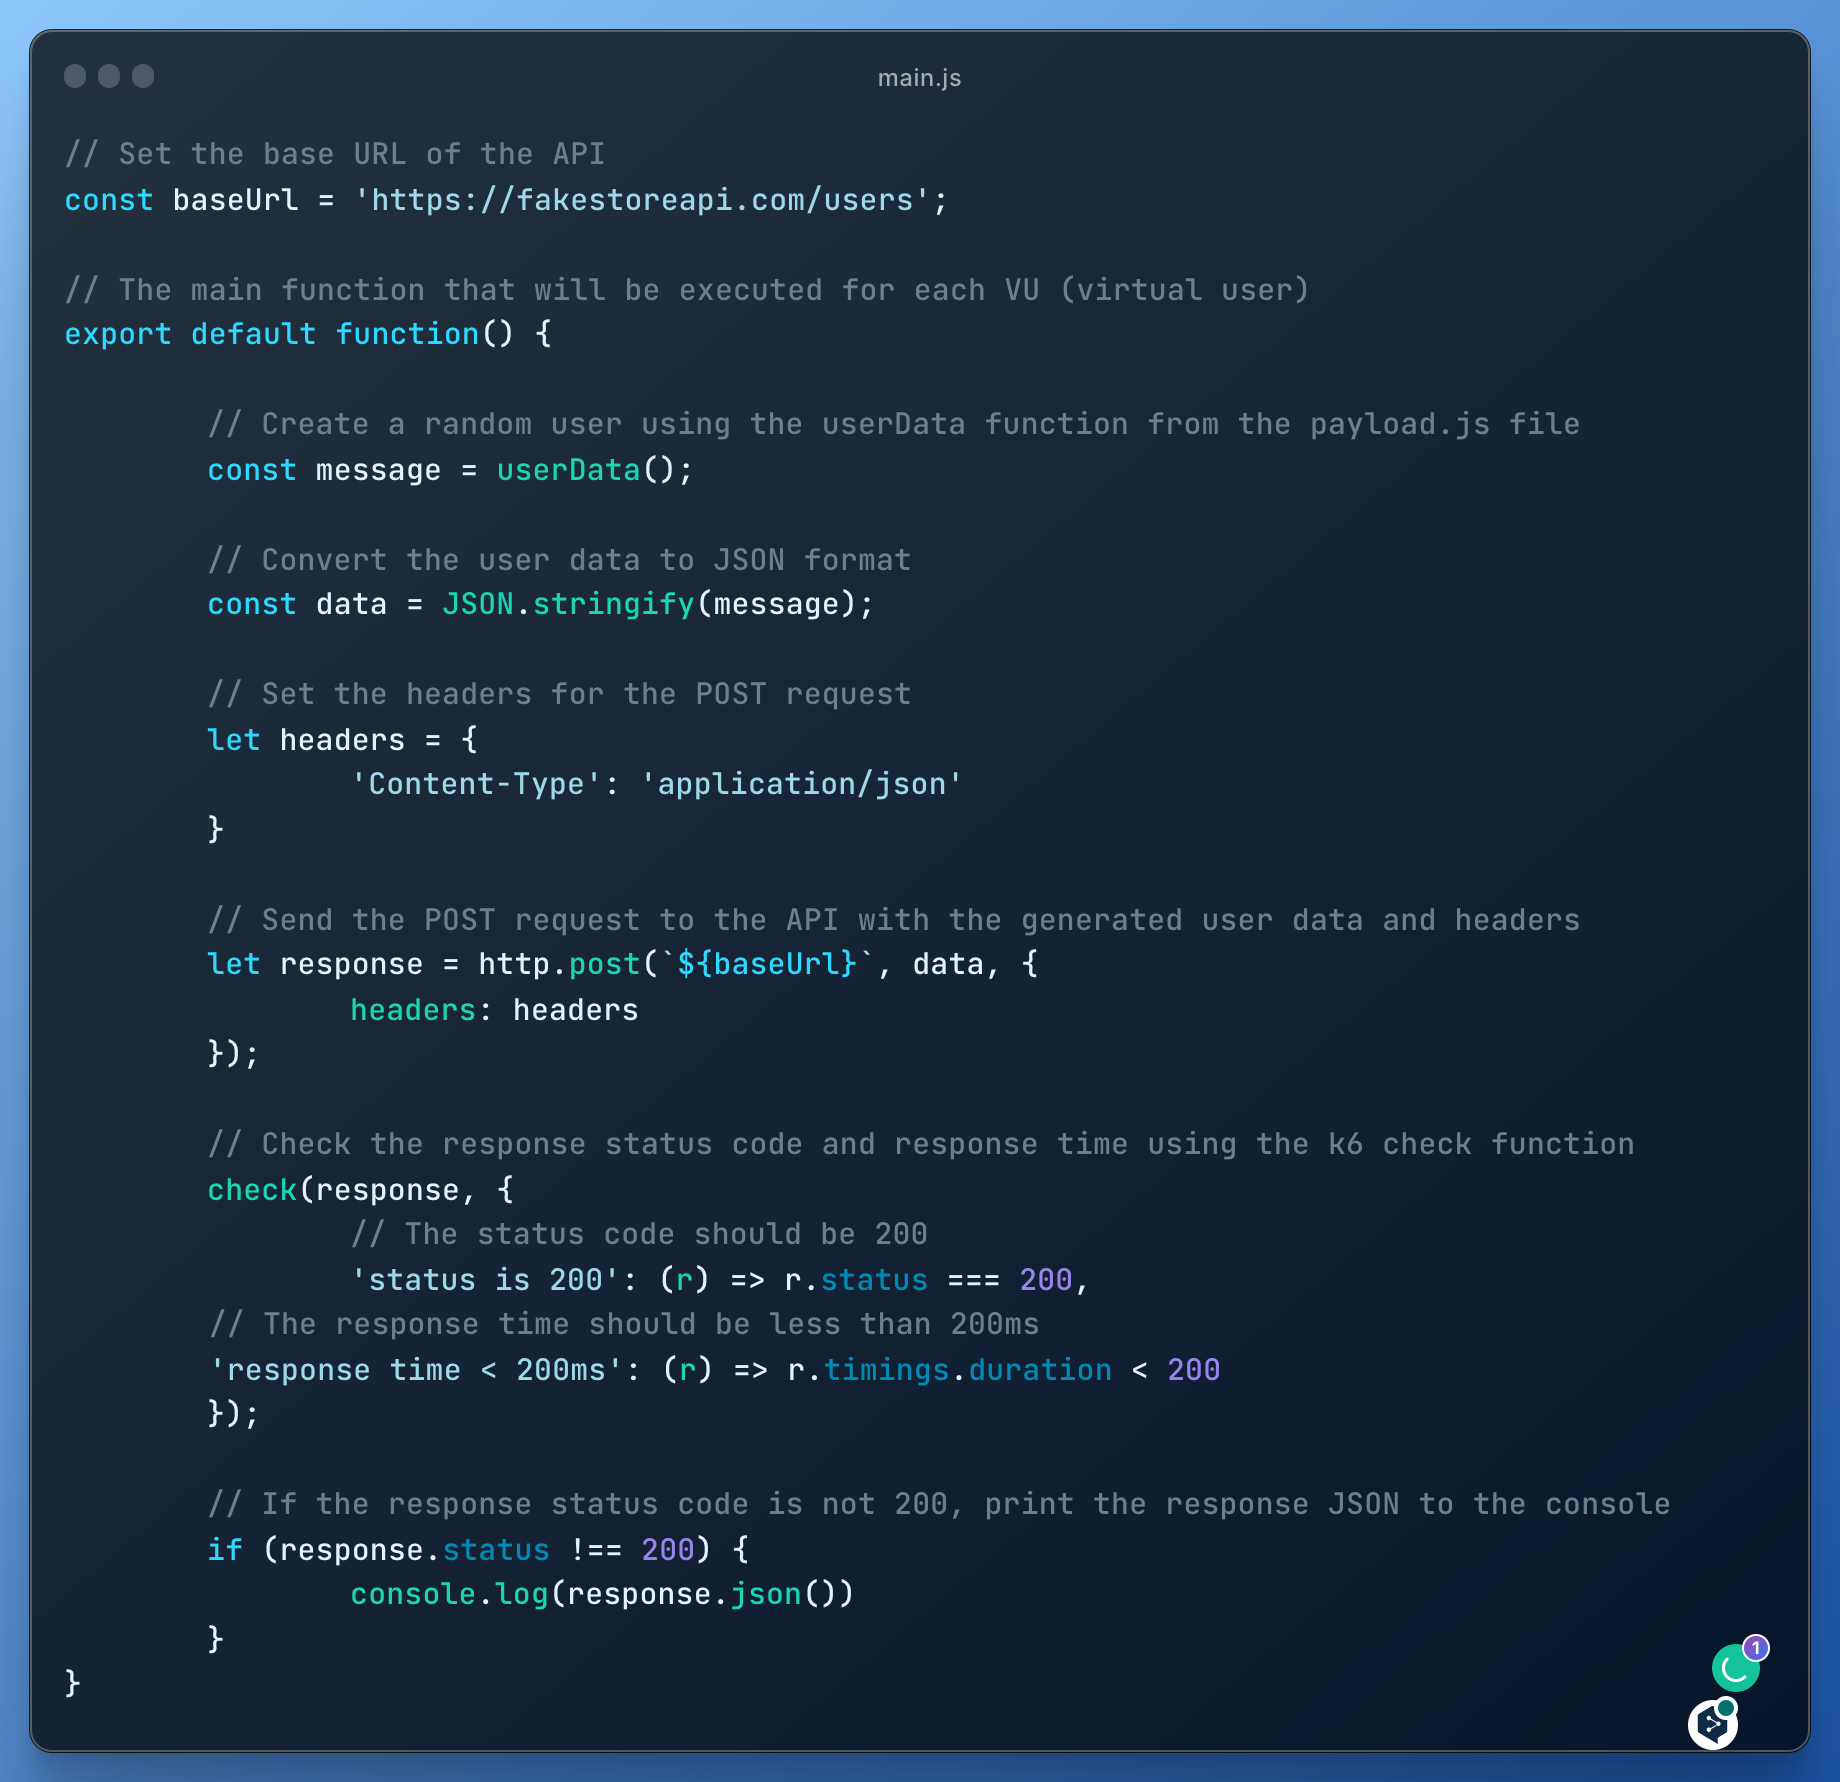 main.js
// Set the base URL of the API
const baseUrl = 'https://fakestoreapi.com/users';
// The main function that will be executed for each VU (virtual user)
export default function() {
// Create a random user using the userData function from the payload.js file
const message = userData();
// Convert the user data to JSON format
const data = JSON.stringify(message);
// Set the headers for the POST request
let headers = {
'Content-Type': 'application/json'
}
// Send the POST request to the API with the generated user data and headers
let response = http.post(`${baseUrl}`, data, {
headers: headers
});
// Check the response status code and response time using the k6 check function
check(response, {
// The status code should be 200
'status is 200': (r) => r.status === 200,
// The response time should be less than 200ms
'response time < 200ms': (r) => r.timings.duration < 200
});
// If the response status code is not 200, print the response JSON to the console
if (response.status !== 200) {
console.log(response.json())
}
}
1